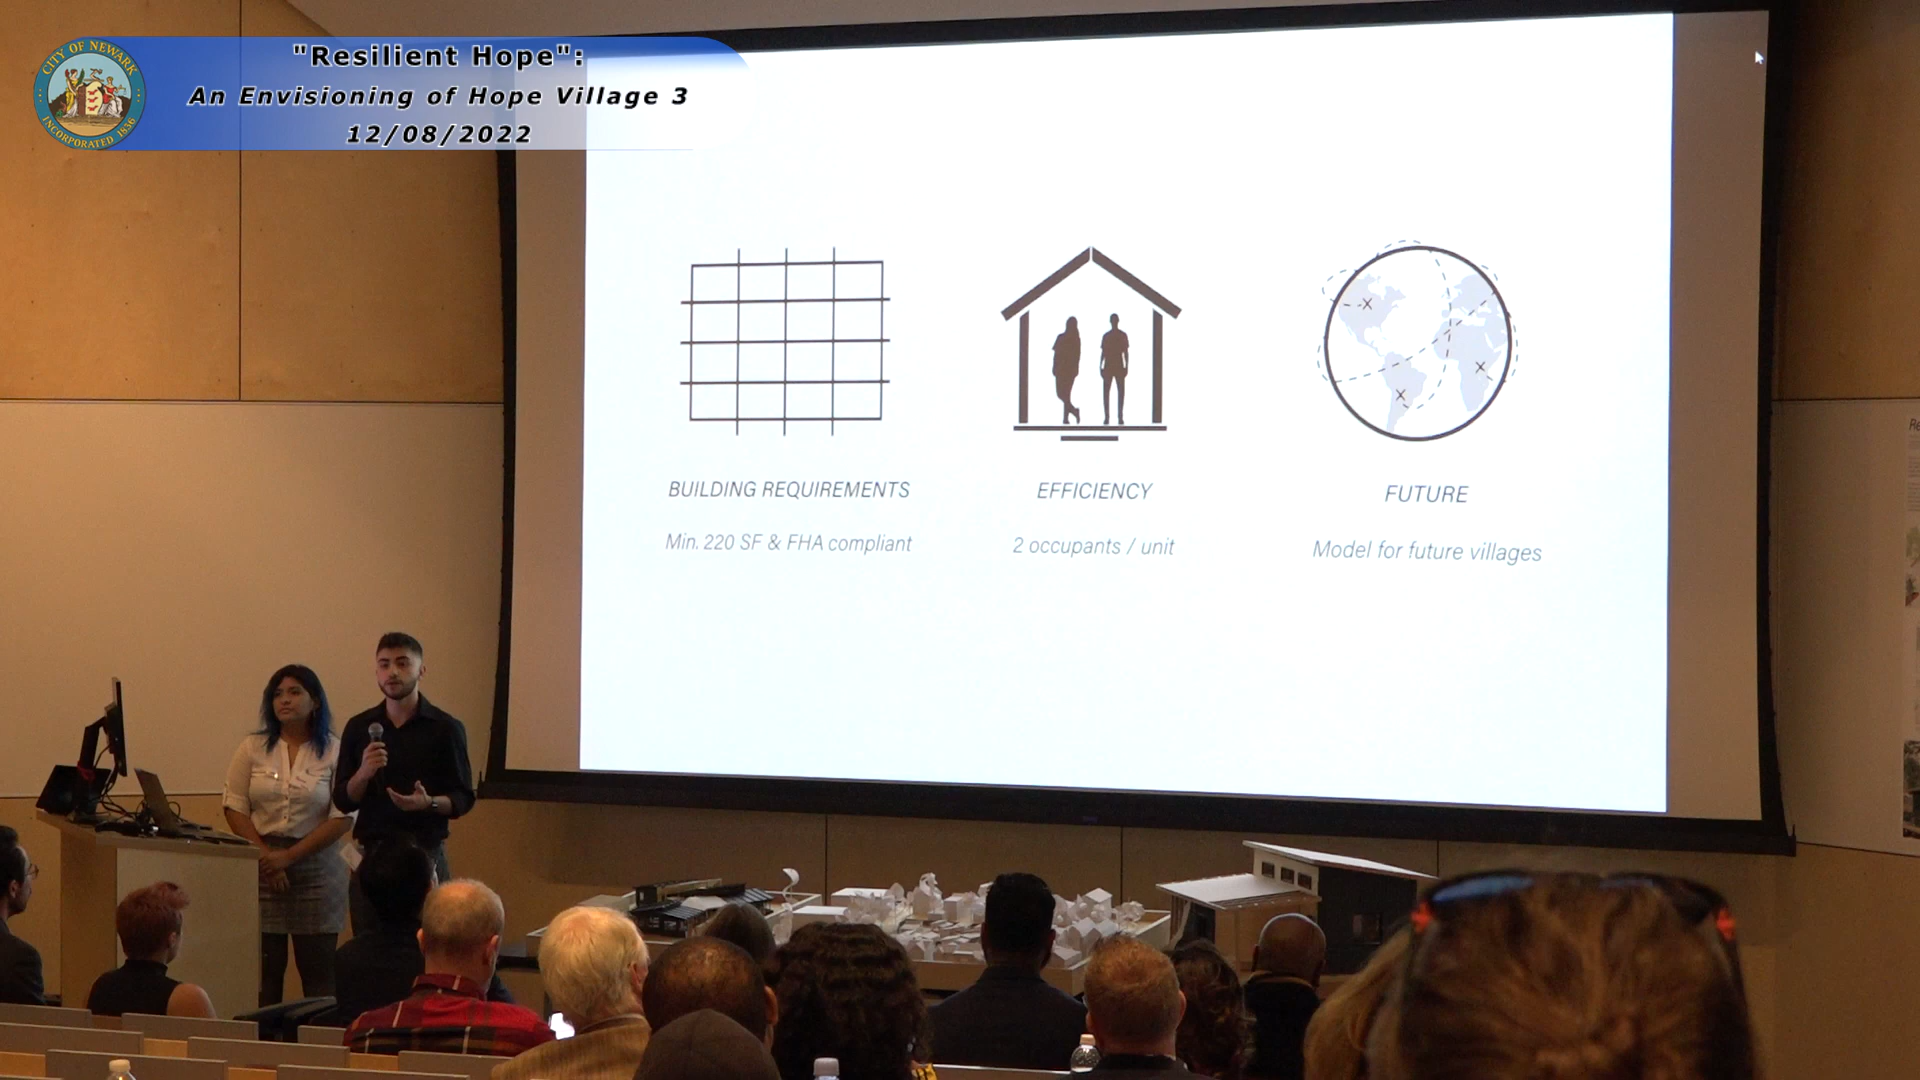 "Resilient Hope":
An Envisioning of Hope Village 3
12/08/2022
CITY OF NEWARK
INCORPORATED 1836
BUILDING REQUIREMENTS
Min. 220 SF & FHA compliant
EFFICIENCY
2 occupants / unit
FUTURE
Model for future villages
Re